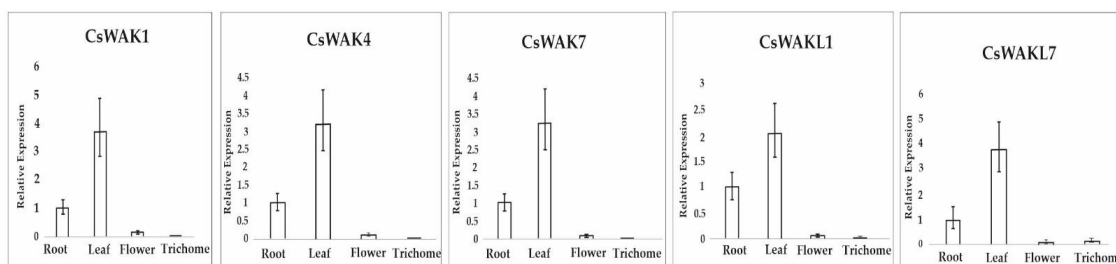 CsWAK1
Relative Expression
6
5
4
3
2
1
0
Root Leaf Flower Trichome
CsWAK4
Relative Expression
4.5
4
3.5
3
2.5
2
1.5
1
0.5
0
Root Leaf Flower Trichome
CsWAK7
Relative Expression
4.5
4
3.5
3
2.5
2
1.5
1
0.5
0
Root Leaf Flower Trichome
CsWAKL1
Relative Expression
3
2.5
2
1.5
1
0.5
0
Root Leaf Flower Trichome
CsWAKL7
Relative Expression
6
5
4
3
2
1
0
Root Leaf Flower Trichome